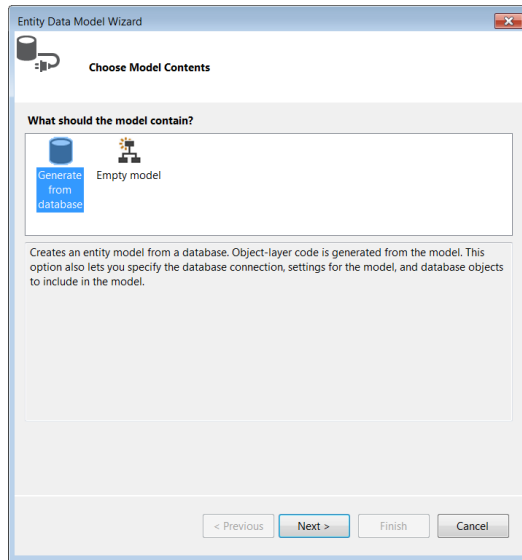 Entity Data Model Wizard
Choose Model Contents
What should the model contain?
Generate
from
database
Empty model
Creates an entity model from a database. Object-layer code is generated from the model. This
option also lets you specify the database connection, settings for the model, and database objects
to include in the model.
< Previous
Next >
Finish
Cancel